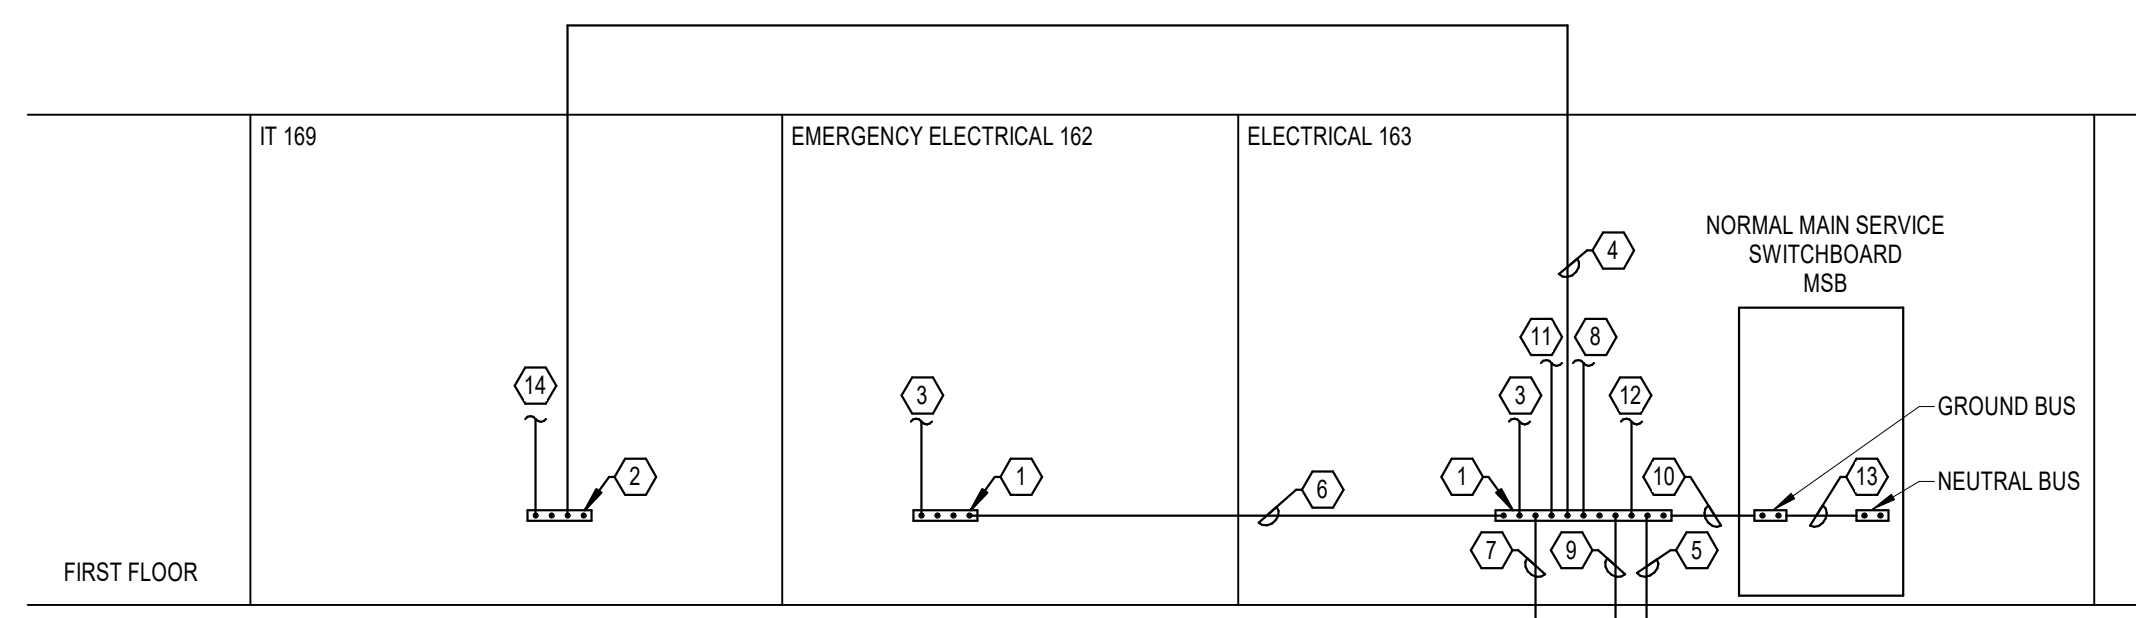 IT 169
EMERGENCY ELECTRICAL 162
ELECTRICAL 163
NORMAL MAIN SERVICE
SWITCHBOARD
MSB
4
11
8
14
3
3
12
GROUND BUS
2
1
6
1
10
13
NEUTRAL BUS
7
9
5
FIRST FLOOR